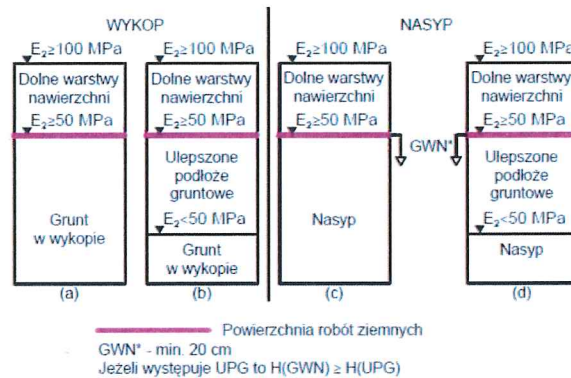 WYKOP
NASYP
E₂≥100 MPa
E₂≥100 MPa
E₂≥100 MPa
E₂≥100 MPa
Dolne warstwy
nawierzchni
Dolne warstwy
nawierzchni
Dolne warstwy
nawierzchni
Dolne warstwy
nawierzchni
E₂≥50 MPa
E₂≥50 MPa
E₂≥50 MPa
E₂≥50 MPa
GWN*
Grunt
w wykopie
Ulepszone
podłoże
gruntowe
E₂<50 MPa
Grunt
w wykopie
Nasyp
Ulepszone
podłoże
gruntowe
E₂<50 MPa
Nasyp
(a)
(b)
(c)
(d)
Powierzchnia robót ziemnych
GWN* - min. 20 cm
Jeżeli występuje UPG to H(GWN) ≥ H(UPG)